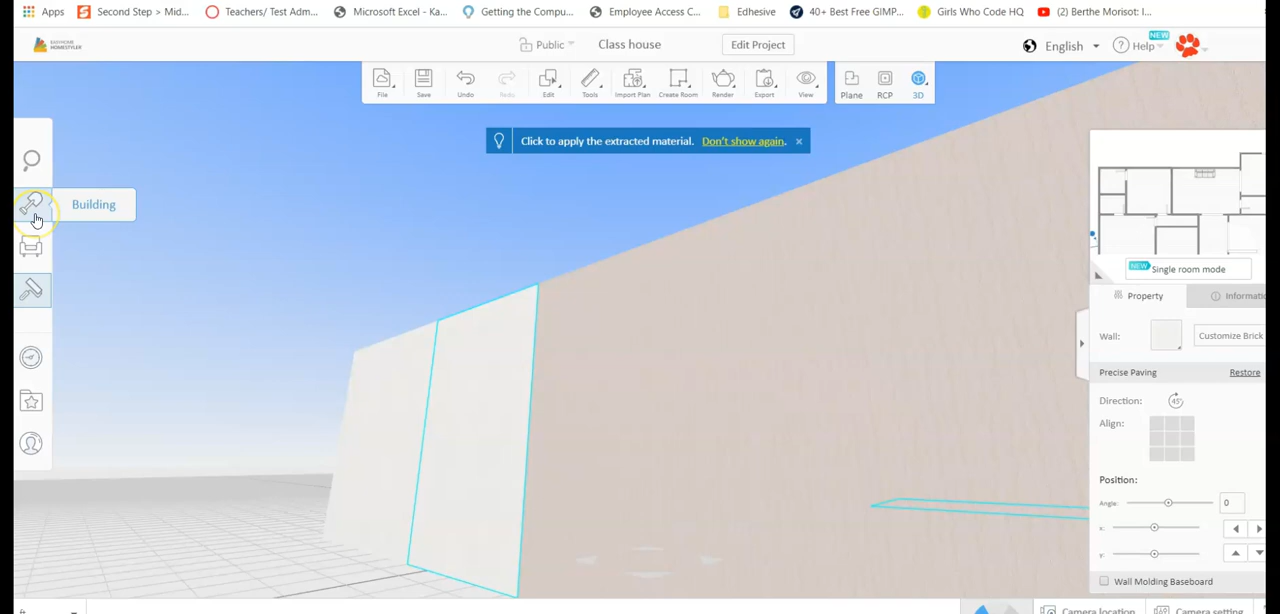 Apps
Second Step > Mid...
Teachers/ Test Adm...
Microsoft Excel - Ka...
Getting the Compu...
Employee Access C...
Edhesive
40+ Best Free GIMP...
Girls Who Code HQ
(2) Berthe Morisot: I...
EASYHOME
HOMESTYLER
Public
Class house
Edit Project
English
Help
NEW
File
Save
Undo
Redo
Edit
Tools
Import Plan
Create Room
Render
Export
View
Plane
RCP
3D
Click to apply the extracted material. Don't show again.
Building
NEW Single room mode
Property
Informati
Wall:
Customize Brick
Precise Paving
Restore
Direction:
45°
Align:
Position:
Angle:
0
x:
y:
Wall Molding Baseboard
Camera location
Camera setting